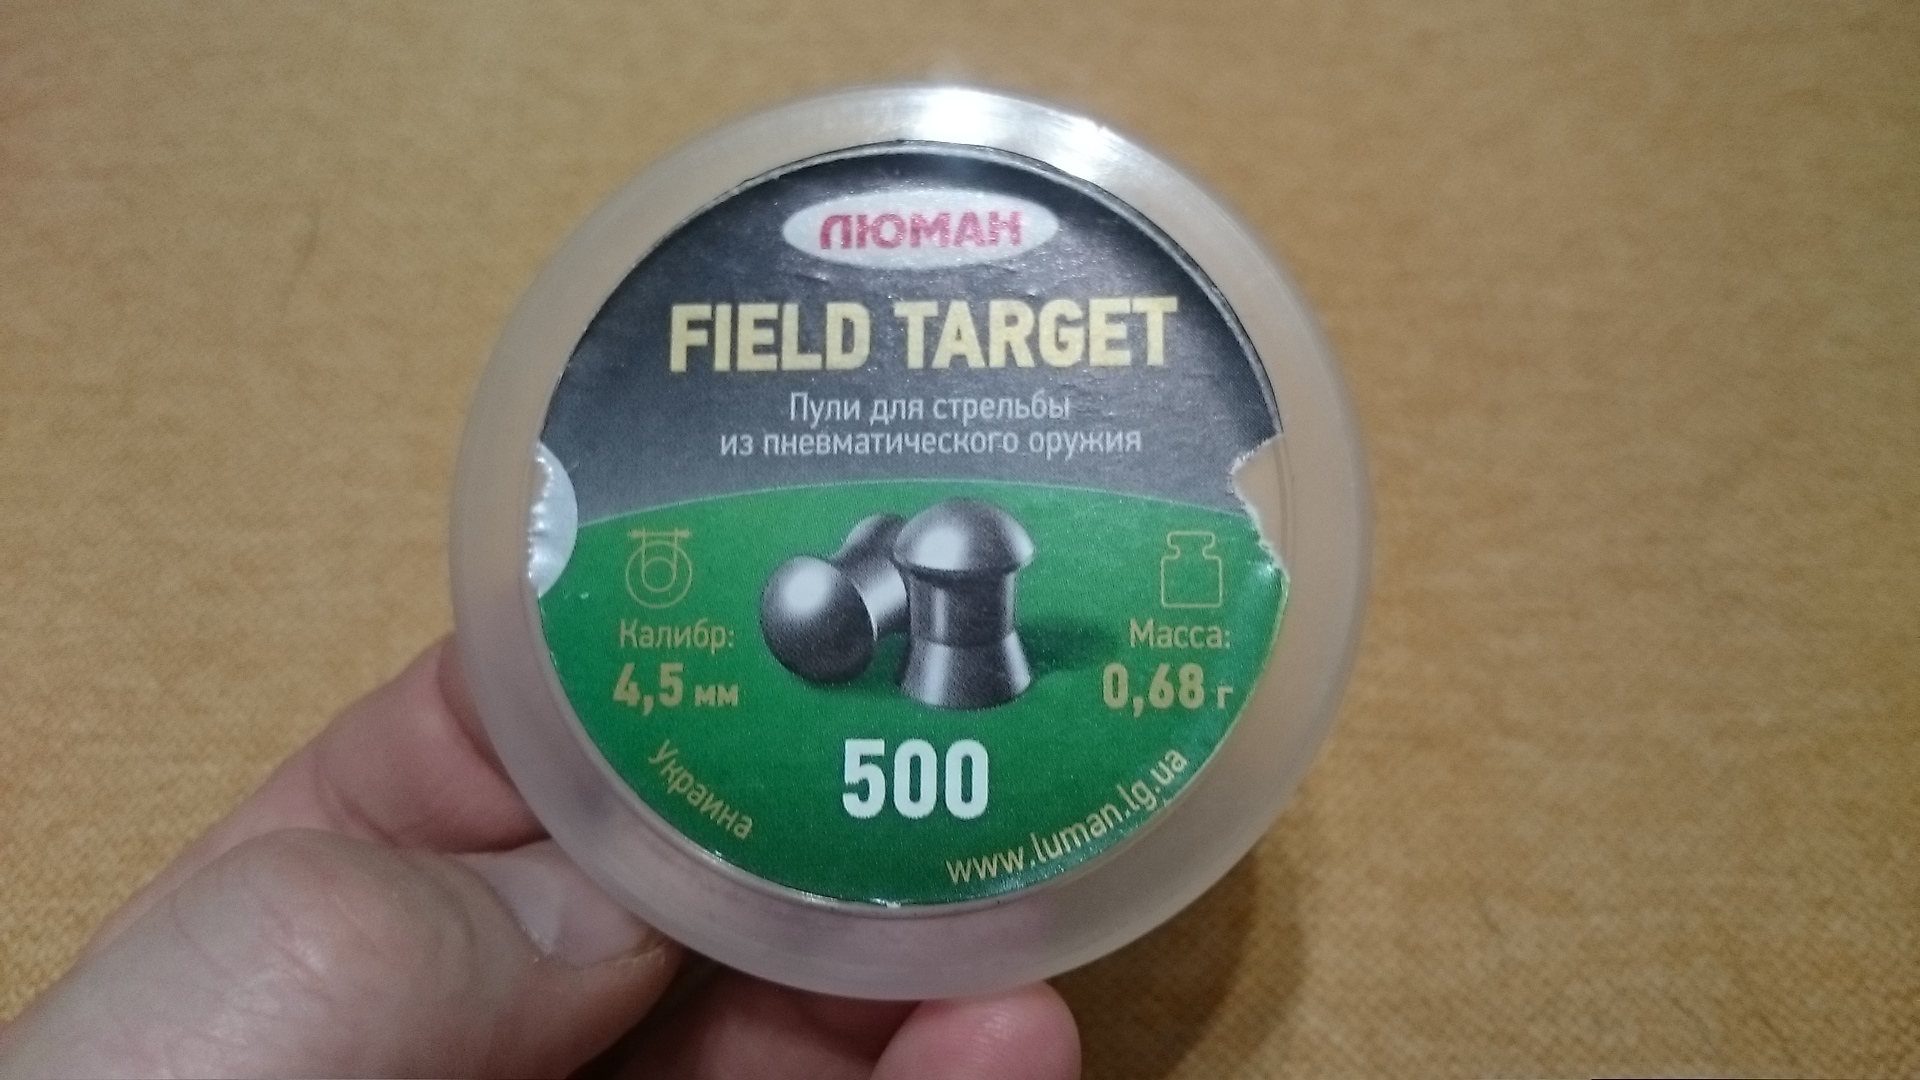 ЛЮМАН
FIELD TARGET
Пули для стрельбы
из пневматического оружия
Калибр:
4,5 мм
Масса:
0,68 г
500
Украина
www.luman.lg.ua